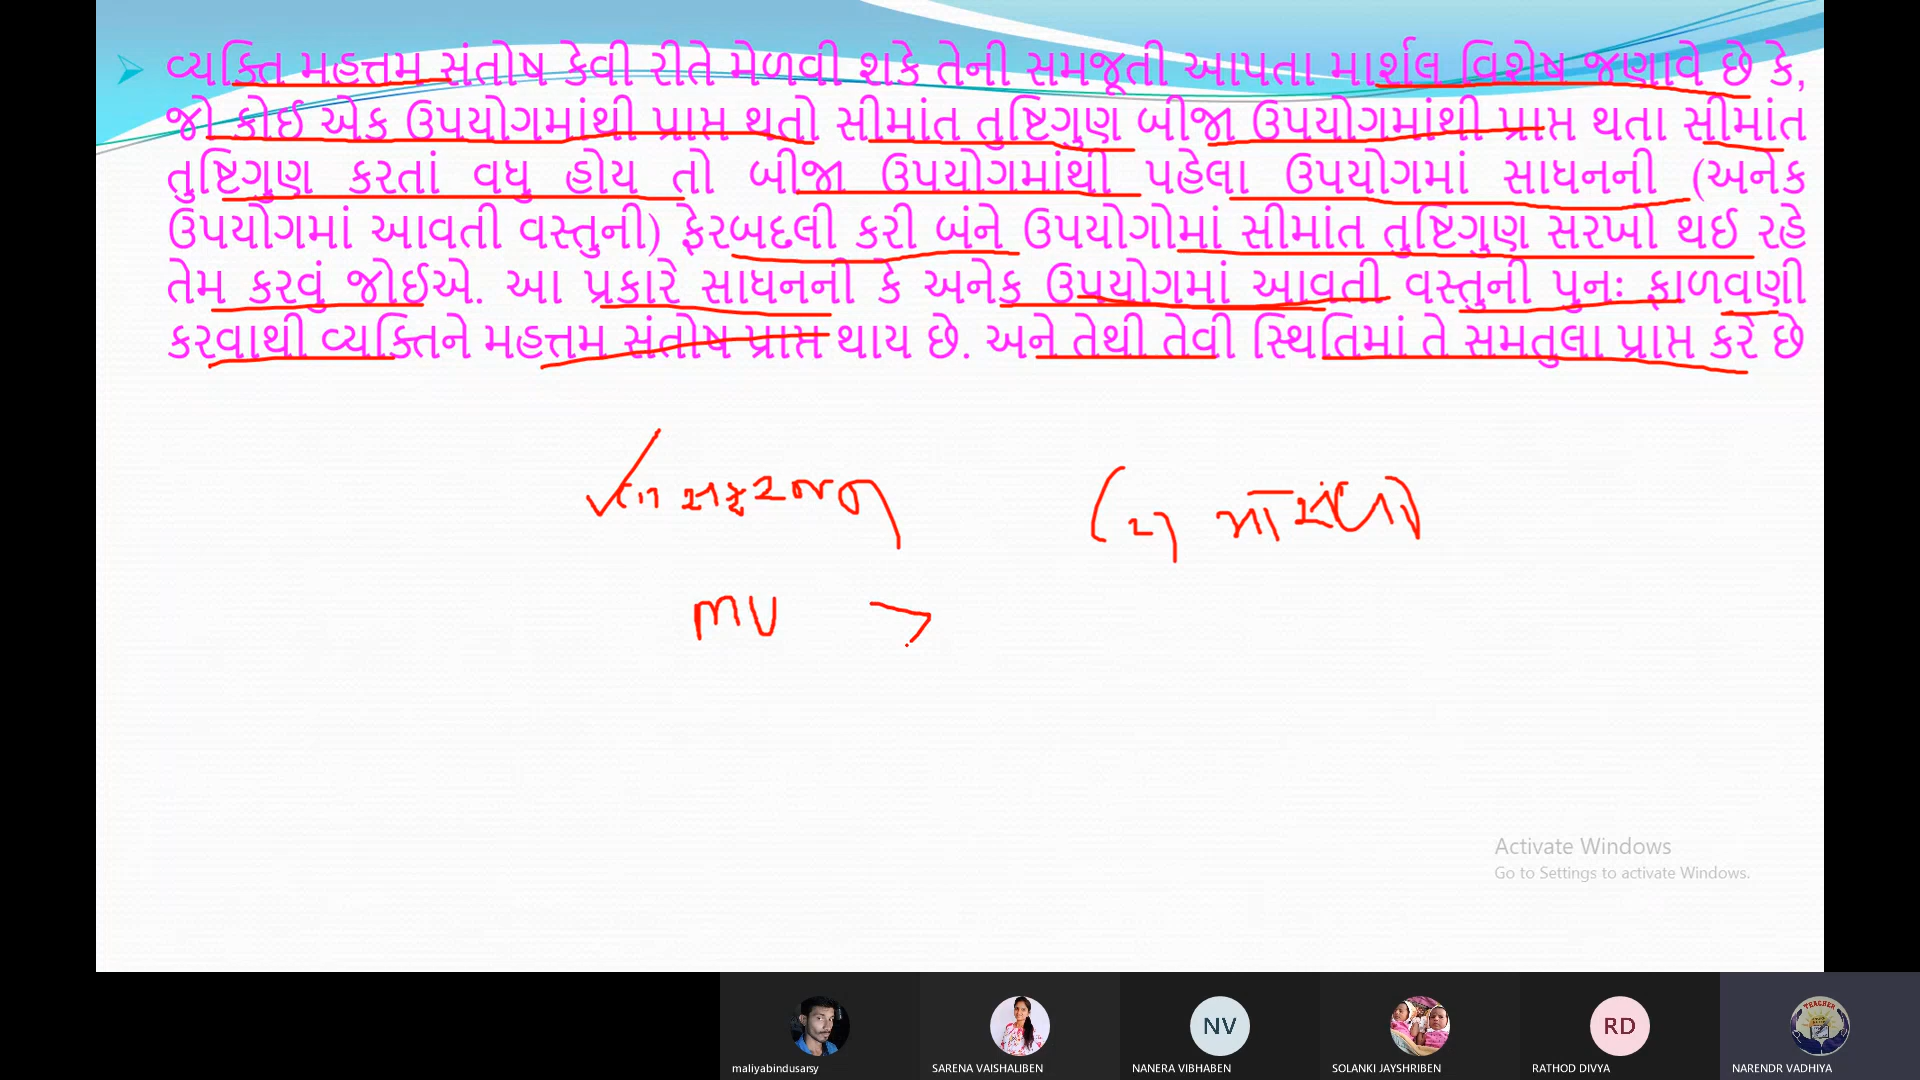 વ્યક્તિ મહત્તમ સંતોષ કેવી રીતે મેળવી શકે તેની સમજૂતી આપતા માર્શલ વિશેષ જણાવે છે કે,
જો કોઈ એક ઉપયોગમાંથી પ્રાપ્ત થતો સીમાંત તુષ્ટિગુણ બીજા ઉપયોગમાંથી પ્રાપ્ત થતા સીમાંત
તુષ્ટિગુણ કરતાં વધુ હોય તો બીજા ઉપયોગમાંથી પહેલા ઉપયોગમાં સાધનની (અનેક
ઉપયોગમાં આવતી વસ્તુની) ફેરબદલી કરી બંને ઉપયોગોમાં સીમાંત તુષ્ટિગુણ સરખો થઈ રહે
તેમ કરવું જોઈએ. આ પ્રકારે સાધનની કે અનેક ઉપયોગમાં આવતી વસ્તુની પુનઃ ફાળવણી
કરવાથી વ્યક્તિને મહત્તમ સંતોષ પ્રાપ્ત થાય છે. અને તેથી તેવી સ્થિતિમાં તે સમતુલા પ્રાપ્ત કરે છે
MU
Activate Windows
Go to Settings to activate Windows.
NV
RD
TEACHER
maliyabindusarsy
SARENA VAISHALIBEN
NANERA VIBHABEN
SOLANKI JAYSHRIBEN
RATHOD DIVYA
NARENDR VADHIYA